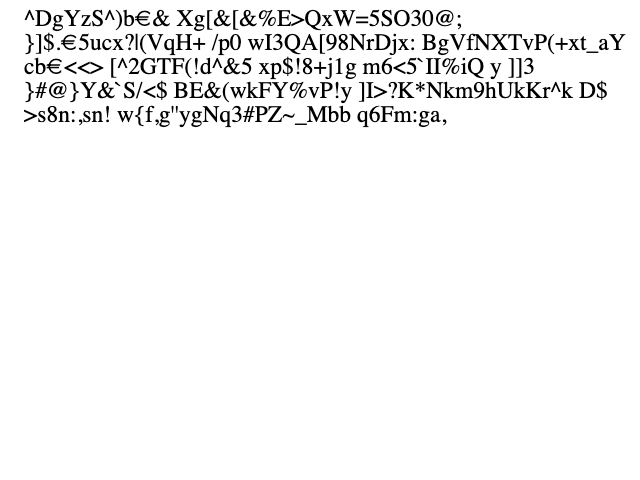 ^DgYzS^)b€& Xg[&[&%E>QxW=5SO30@;
}]$.€5ucx?|(VqH+ /p0 wI3QA[98NrDjx: BgVfNXTvP(+xt_aY
cb€<<> [^2GTF(!d^&5 xp$!8+j1g m6<5`II%iQ y ]]3
}#@}Y&`S/<$ BE&(wkFY%vP!y ]I>?K*Nkm9hUkKr^k D$
>s8n:,sn! w{f,g"ygNq3#PZ~_Mbb q6Fm:ga,